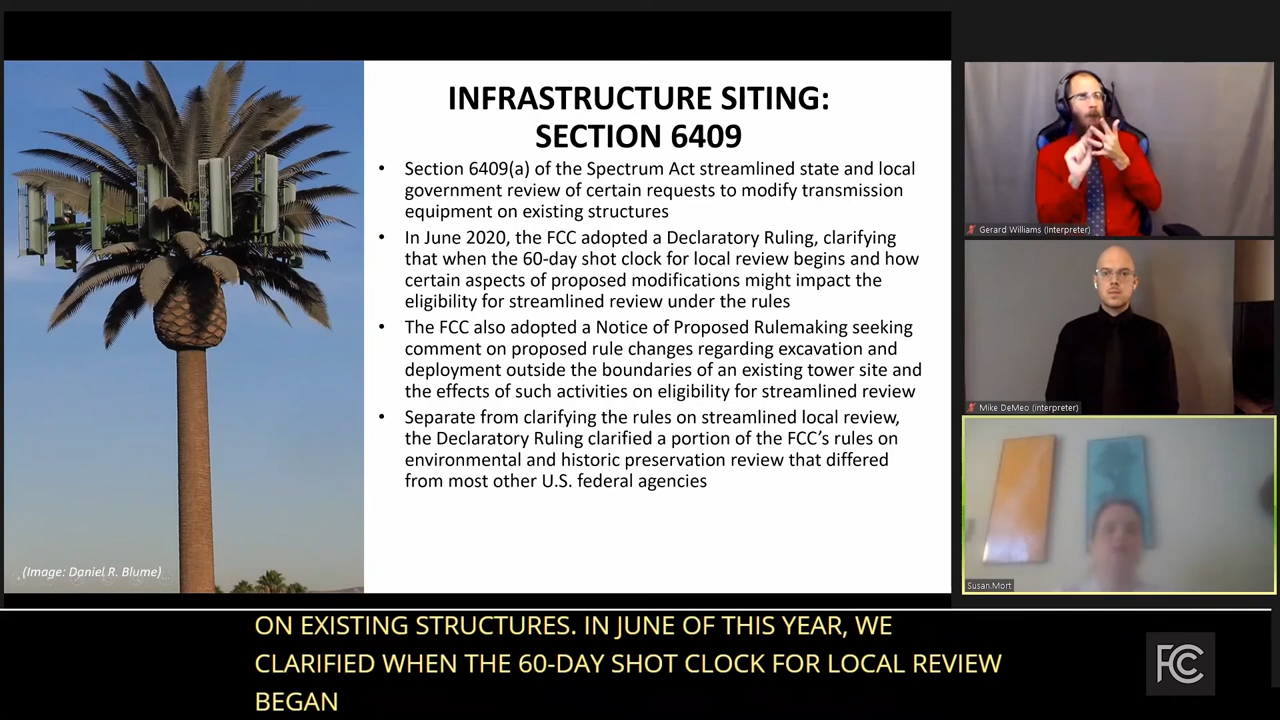 INFRASTRUCTURE SITING:
SECTION 6409
• Section 6409(a) of the Spectrum Act streamlined state and local
government review of certain requests to modify transmission
equipment on existing structures
• In June 2020, the FCC adopted a Declaratory Ruling, clarifying
that when the 60-day shot clock for local review begins and how
certain aspects of proposed modifications might impact the
eligibility for streamlined review under the rules
• The FCC also adopted a Notice of Proposed Rulemaking seeking
comment on proposed rule changes regarding excavation and
deployment outside the boundaries of an existing tower site and
the effects of such activities on eligibility for streamlined review
• Separate from clarifying the rules on streamlined local review,
the Declaratory Ruling clarified a portion of the FCC's rules on
environmental and historic preservation review that differed
from most other U.S. federal agencies
(Image: Daniel R. Blume)
Gerard Williams (interpreter)
Mike DeMeo (interpreter)
Susan.Mort
ON EXISTING STRUCTURES. IN JUNE OF THIS YEAR, WE
CLARIFIED WHEN THE 60-DAY SHOT CLOCK FOR LOCAL REVIEW
BEGAN
FCC